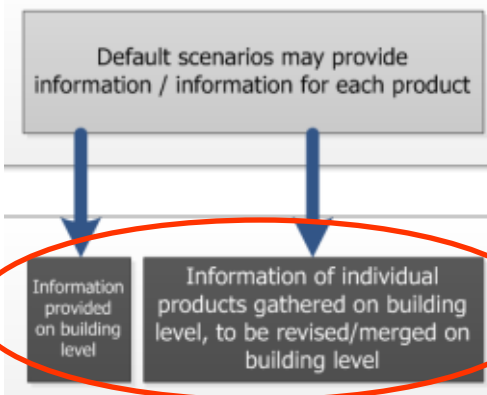 Default scenarios may provide
information / information for each product
Information
provided
on building
level
Information of individual
products gathered on building
level, to be revised/merged on
building level